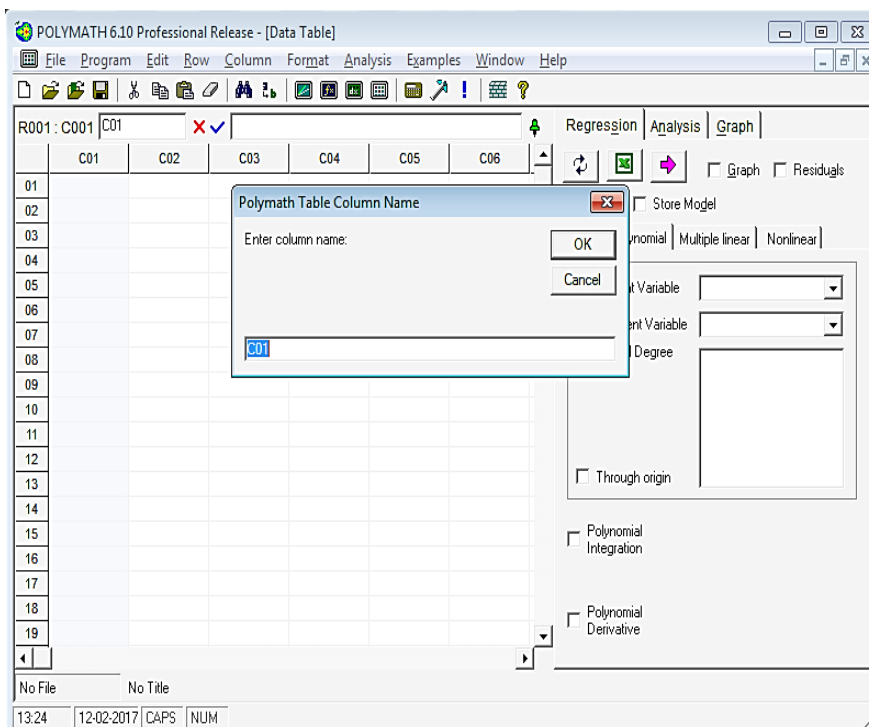 POLYMATH 6.10 Professional Release - [Data Table]
File Program Edit Row Column Format Analysis Examples Window Help
R001 : C001 C01
Regression Analysis Graph
C01 C02 C03 C04 C05 C06
Graph Residuals
Store Model
Polymath Table Column Name
Enter column name:
OK
Cancel
C01
Multiple linear Nonlinear
Variable
Variable
Degree
Through origin
Polynomial
Integration
Polynomial
Derivative
01
02
03
04
05
06
07
08
09
10
11
12
13
14
15
16
17
18
19
No File No Title
13:24 12-02-2017 CAPS NUM